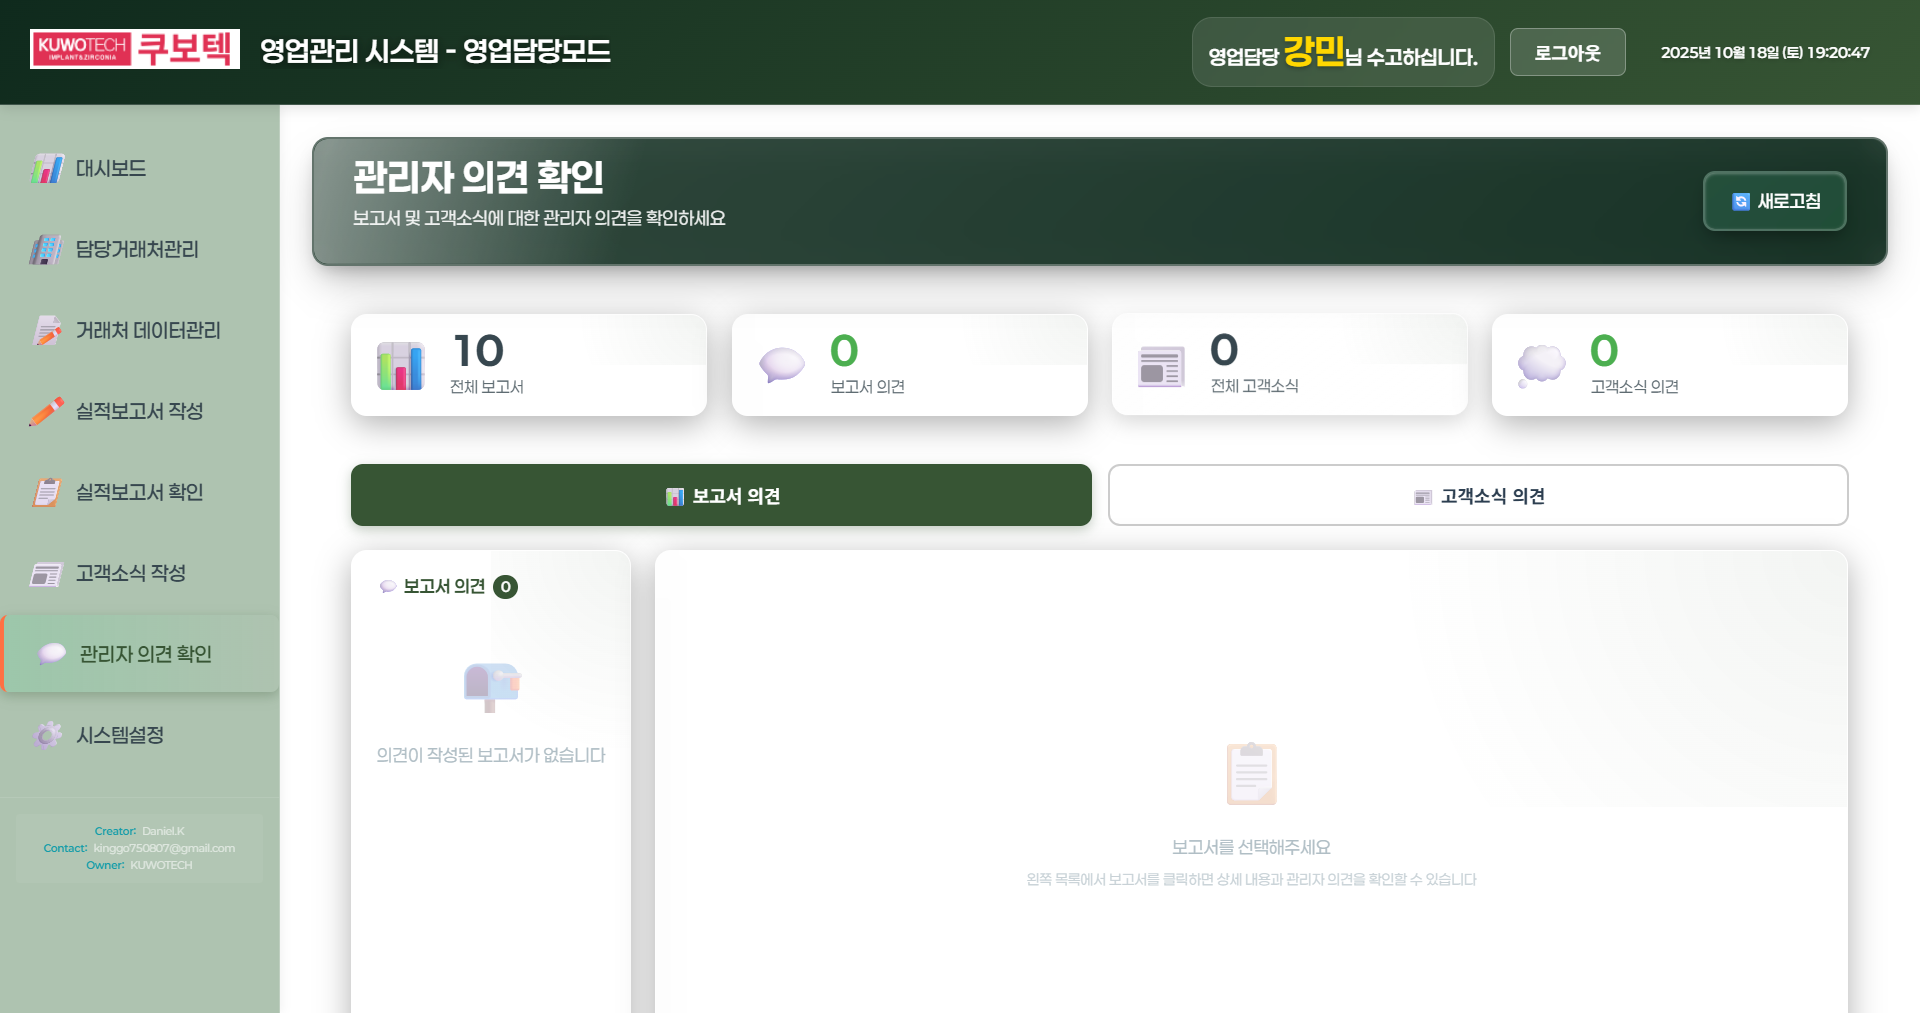 KUWOTECH
IMPLANT&ZIRCONIA
쿠보텍
영업관리 시스템 - 영업담당모드
영업담당 강민님 수고하십니다.
로그아웃
2025년 10월 18일 (토) 19:20:47
대시보드
담당거래처관리
거래처 데이터관리
실적보고서 작성
실적보고서 확인
고객소식 작성
관리자 의견 확인
시스템설정
Creator: Daniel.K
Contact: kinggo750807@gmail.com
Owner: KUWOTECH
관리자 의견 확인
보고서 및 고객소식에 대한 관리자 의견을 확인하세요
새로고침
10
전체 보고서
0
보고서 의견
0
전체 고객소식
0
고객소식 의견
보고서 의견
고객소식 의견
보고서 의견 0
의견이 작성된 보고서가 없습니다
보고서를 선택해주세요
왼쪽 목록에서 보고서를 클릭하면 상세 내용과 관리자 의견을 확인할 수 있습니다